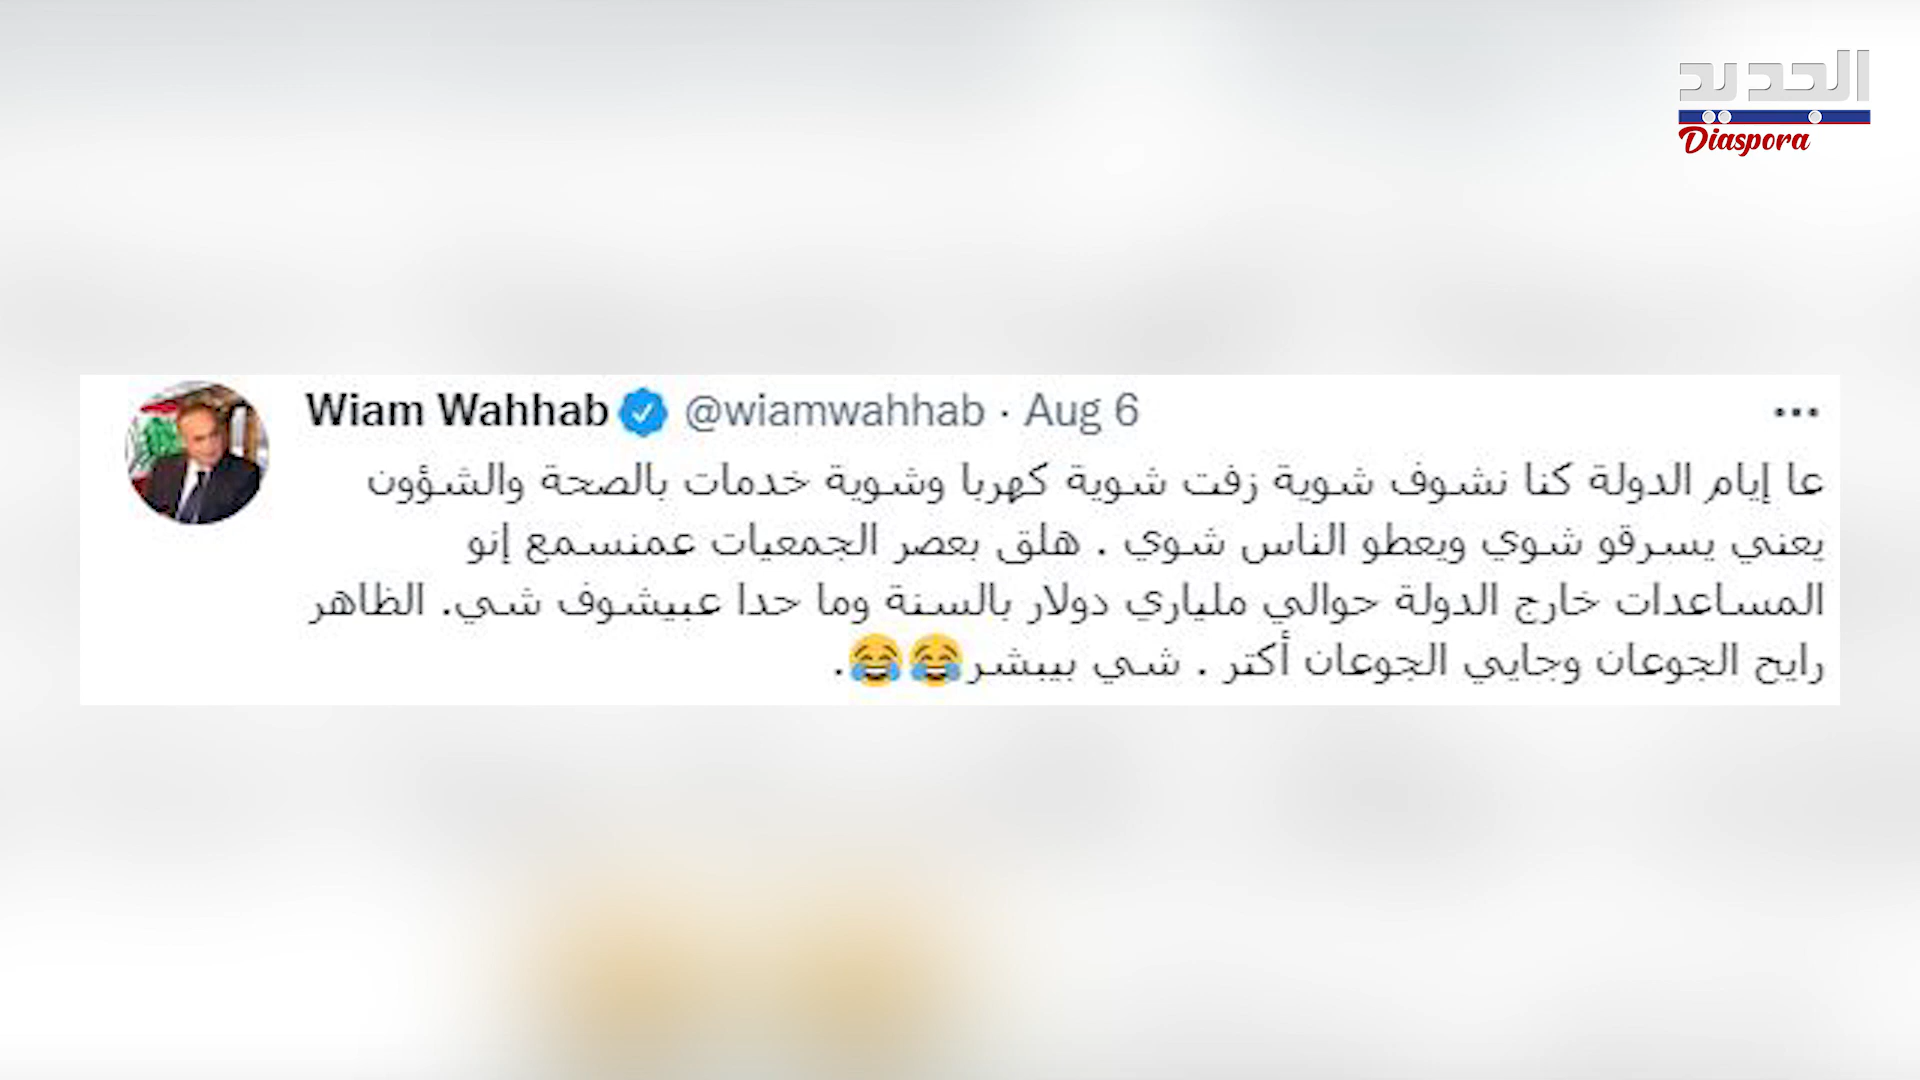 الجديد
Diaspora
Wiam Wahhab @wiamwahhab · Aug 6
عا إيام الدولة كنا نشوف شوية زفت شوية كهربا وشوية خدمات بالصحة والشؤون
يعني يسرقو شوي ويعطو الناس شوي . هلق بعصر الجمعيات عمنسمع إنو
المساعدات خارج الدولة حوالي ملياري دولار بالسنة وما حدا عبيشوف شي. الظاهر
رايح الجوعان وجايي الجوعان أكتر . شي بيبشر😂😂.